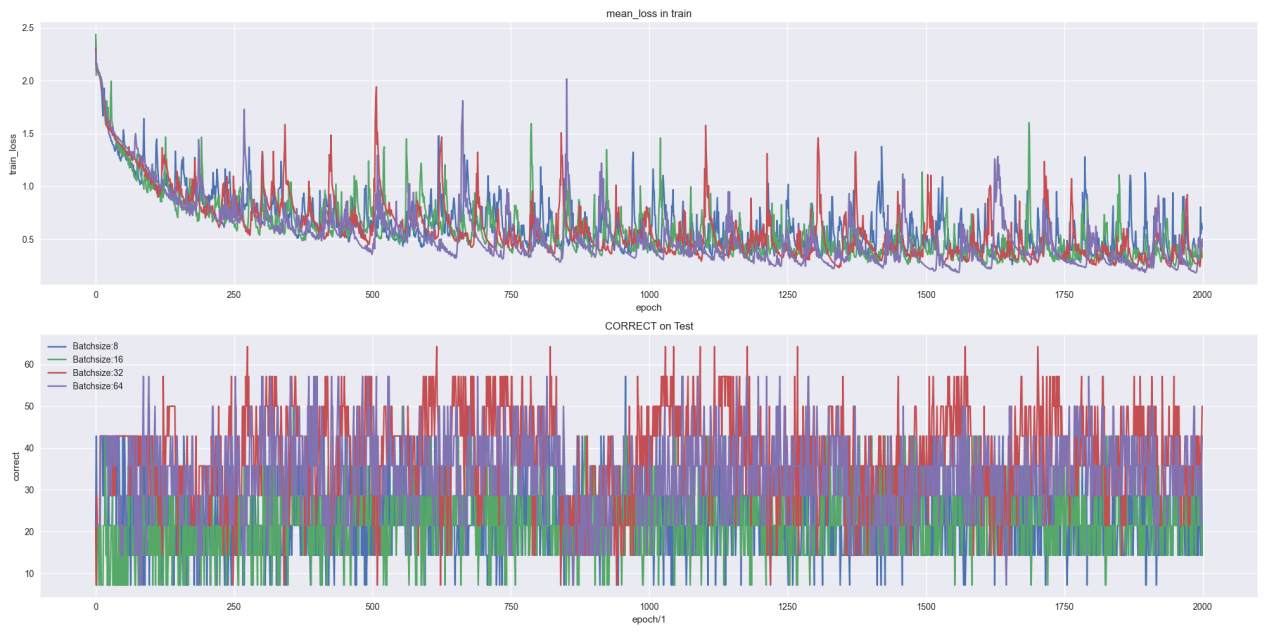 mean_loss in train
2.5
2.0
1.5
1.0
0.5
train_loss
0 250 500 750 1000 1250 1500 1750 2000
epoch
CORRECT on Test
Batchsize:8
Batchsize:16
Batchsize:32
Batchsize:64
60
50
40
30
20
10
correct
0 250 500 750 1000 1250 1500 1750 2000
epoch/1